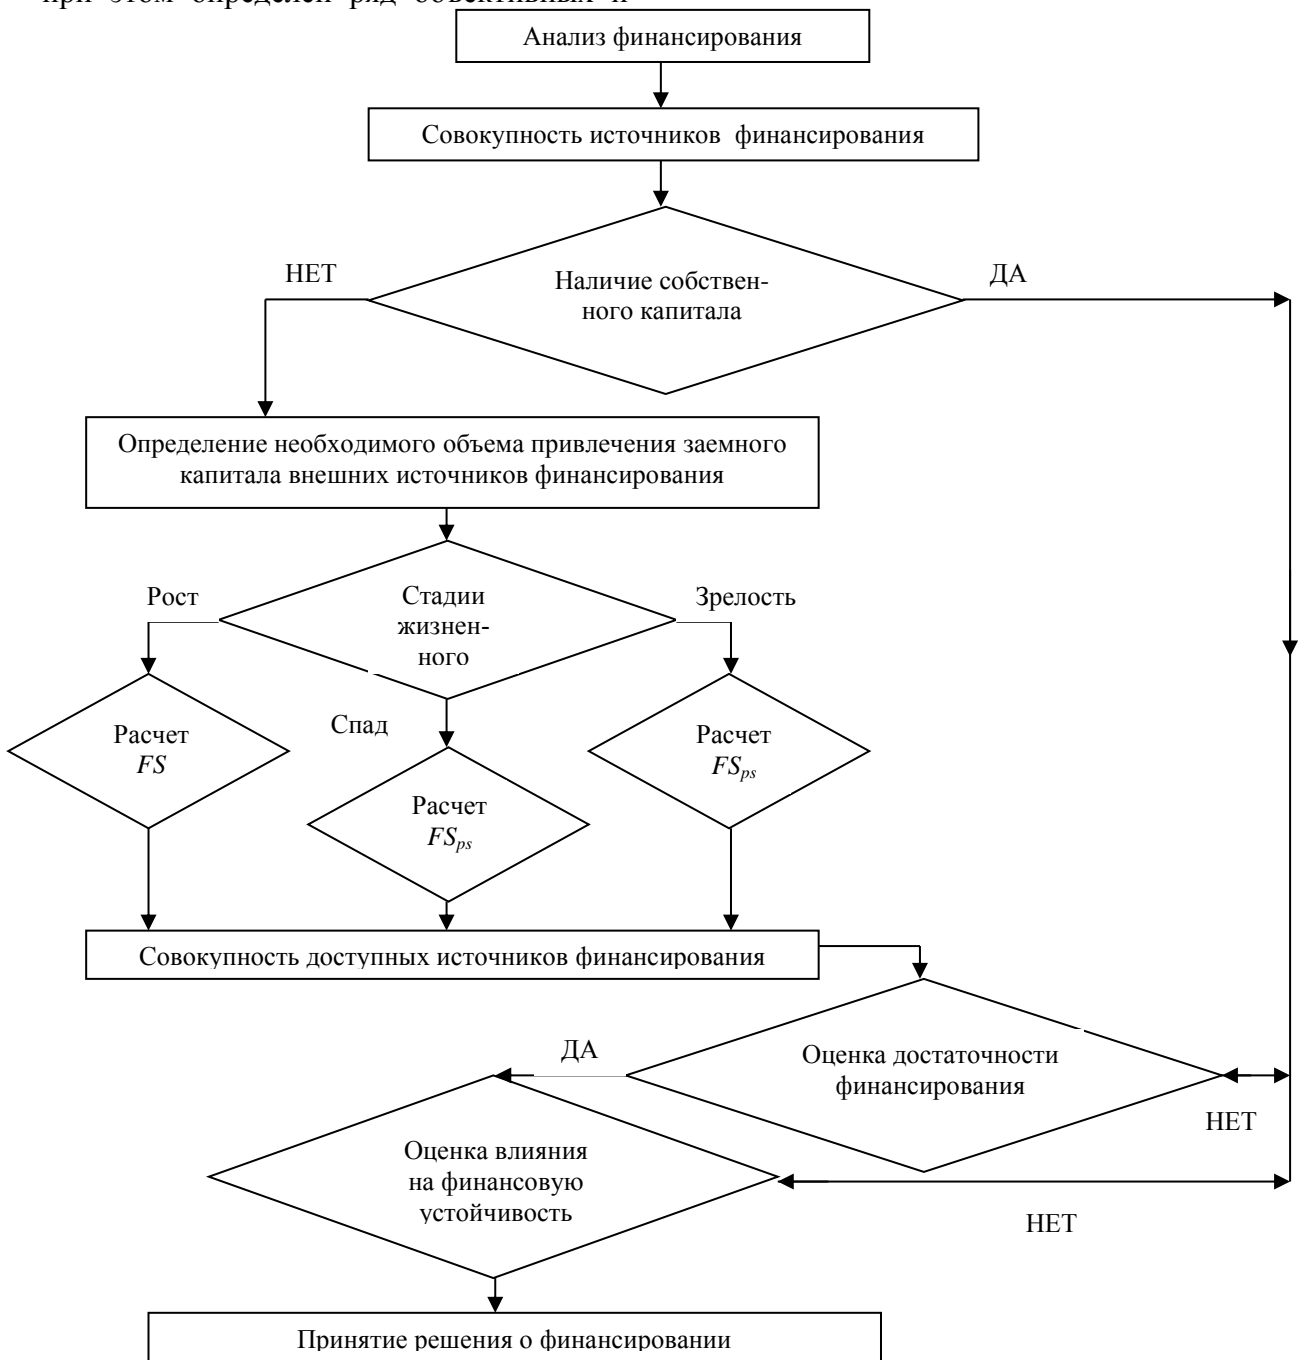 при этом определен ряд объективных и
Анализ финансирования
Совокупность источников финансирования
НЕТ
ДА
Наличие собствен-
ного капитала
Определение необходимого объема привлечения заемного
капитала внешних источников финансирования
Рост
Стадии
жизнен-
ного
Зрелость
Расчет
FS
Спад
Расчет
FSps
Расчет
FSps
Совокупность доступных источников финансирования
ДА
Оценка достаточности
финансирования
НЕТ
Оценка влияния
на финансовую
устойчивость
НЕТ
Принятие решения о финансировании